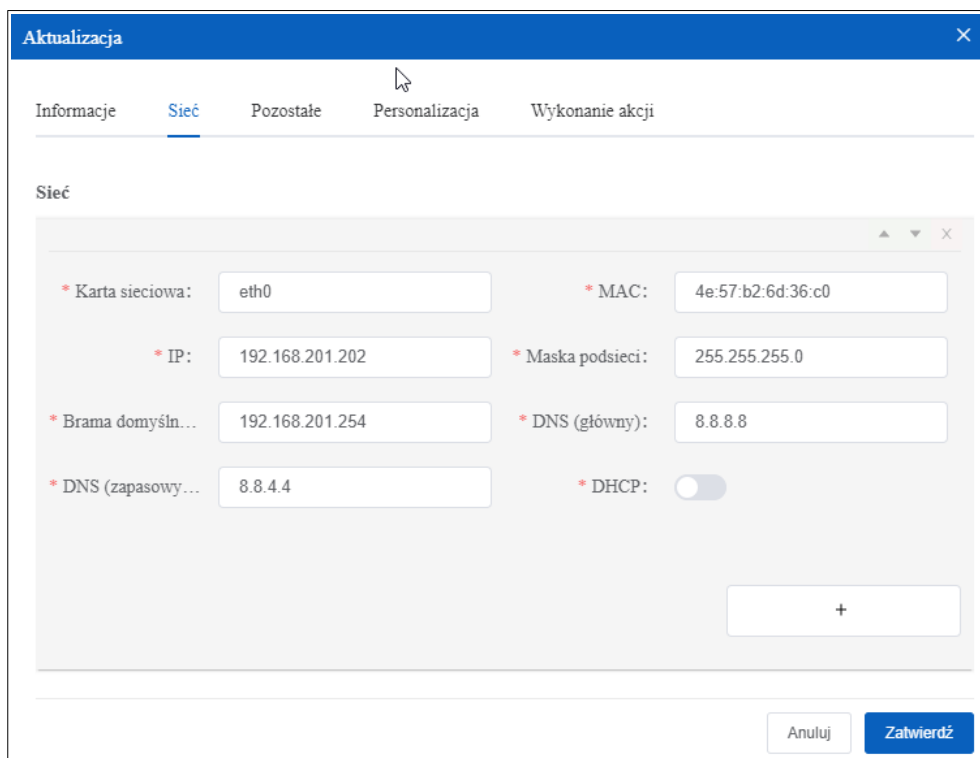 Aktualizacja
Informacje Sieć Pozostałe Personalizacja Wykonanie akcji
Sieć
* Karta sieciowa: eth0 * MAC: 4e:57:b2:6d:36:c0
* IP: 192.168.201.202 * Maska podsieci: 255.255.255.0
* Brama domyśln... 192.168.201.254 * DNS (główny): 8.8.8.8
* DNS (zapasowy... 8.8.4.4 * DHCP:
+
Anuluj Zatwierdź